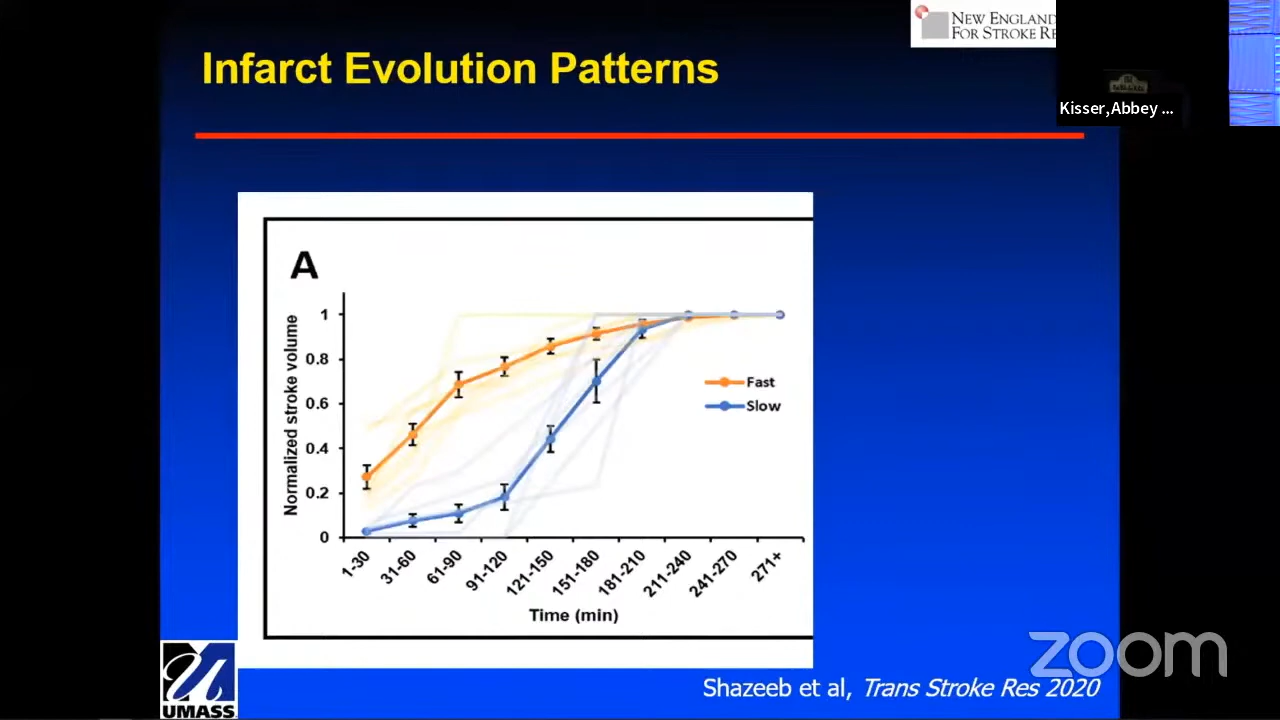 Infarct Evolution Patterns
NEW ENGLAND
FOR STROKE RE
Kisser,Abbey ...
A
Normalized stroke volume
1
0.8
0.6
0.4
0.2
0
Fast
Slow
1-30
31-60
61-90
91-120
121-150
151-180
181-210
211-240
241-270
271+
Time (min)
zoom
Shazeeb et al, Trans Stroke Res 2020
UMASS